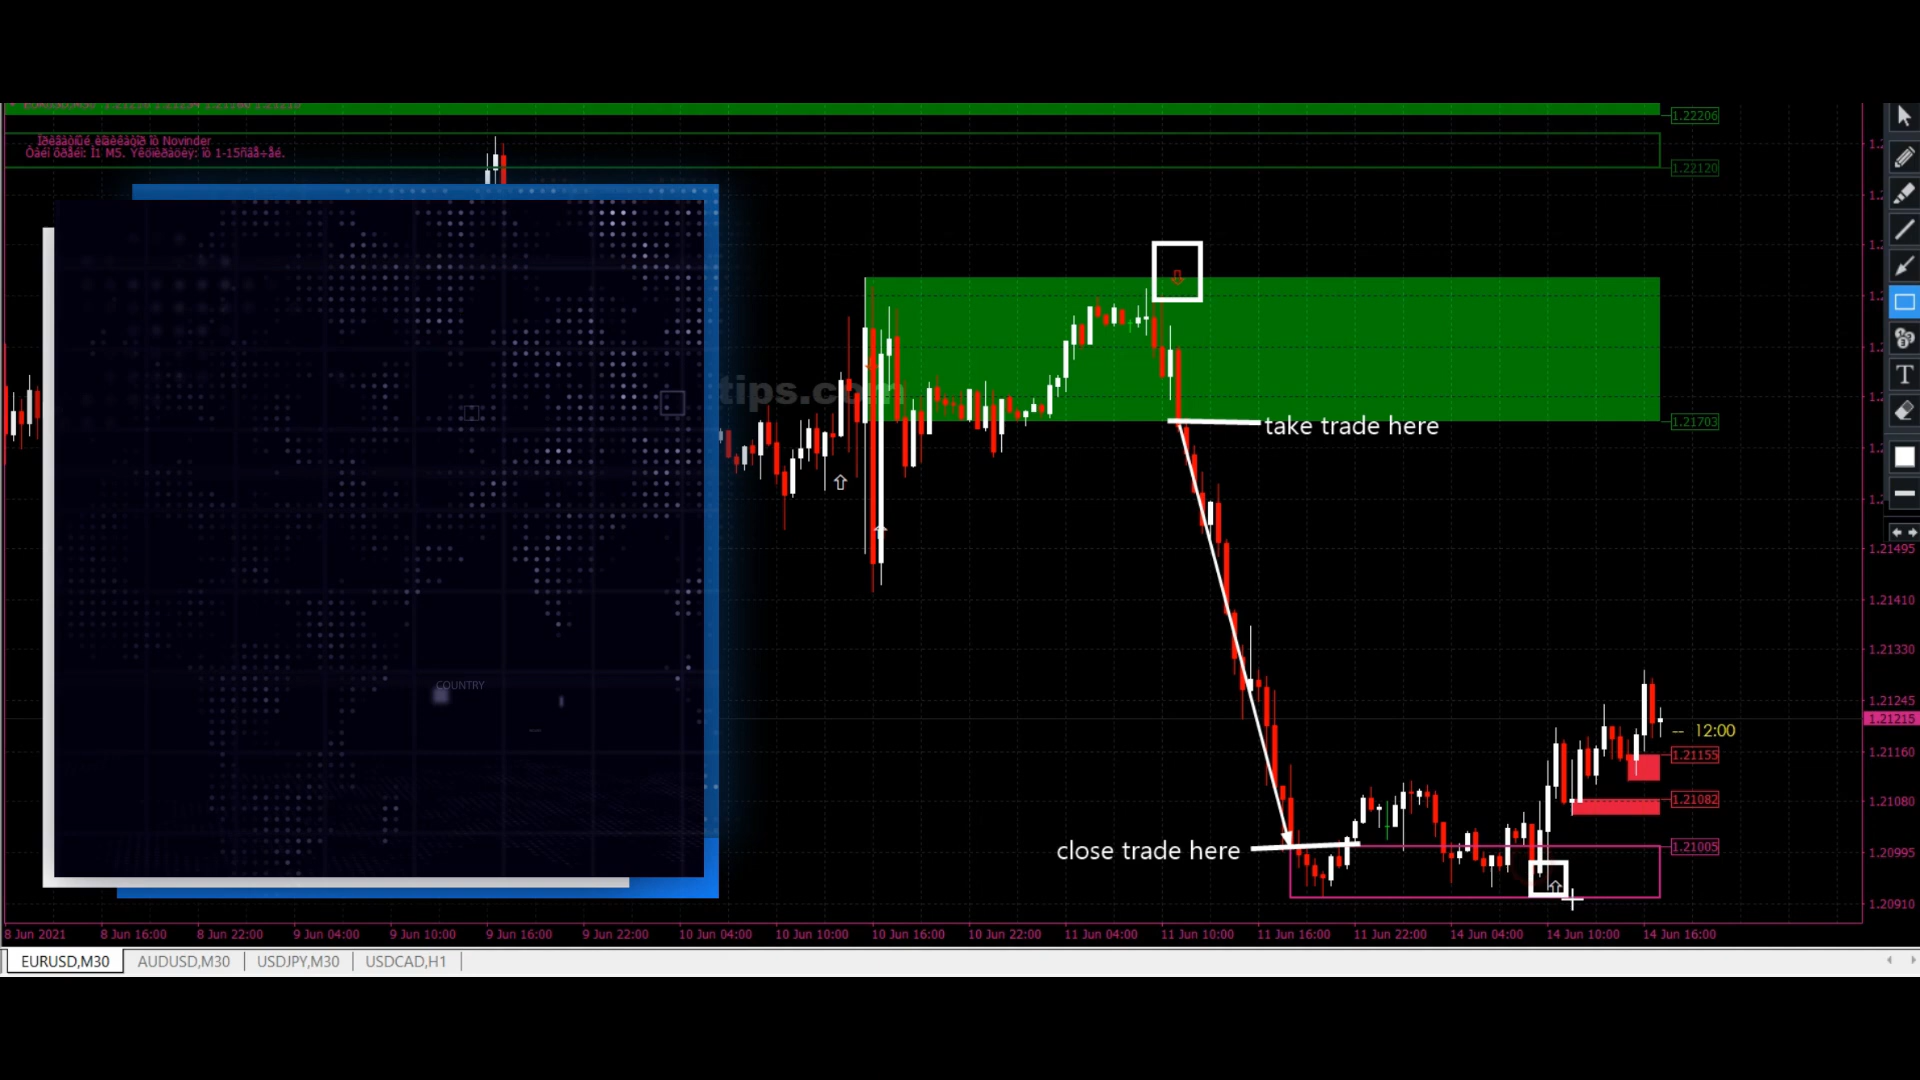 1.22206
Ïðèâàòíûé èíäèêàòîð îò Novinder
1.22120
tips.com
take trade here
1.21703
1.21495
1.21410
1.21330
COUNTRY
1.21245
1.21215
12:00
1.21160
1.21155
1.21080
1.21082
close trade here
1.21005
1.20995
1.20910
8 Jun 2021
8 Jun 16:00
8 Jun 22:00
9 Jun 04:00
9 Jun 10:00
9 Jun 16:00
9 Jun 22:00
10 Jun 04:00
10 Jun 10:00
10 Jun 16:00
10 Jun 22:00
11 Jun 04:00
11 Jun 10:00
11 Jun 16:00
11 Jun 22:00
14 Jun 04:00
14 Jun 10:00
14 Jun 16:00
EURUSD,M30
AUDUSD,M30
USDJPY,M30
USDCAD,H1